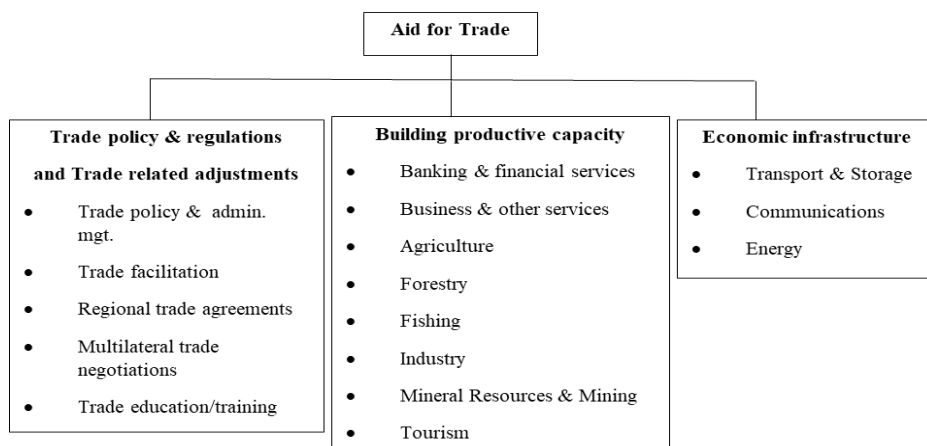 Aid for Trade
Trade policy & regulations
and Trade related adjustments
• Trade policy & admin.
mgt.
• Trade facilitation
• Regional trade agreements
• Multilateral trade
negotiations
• Trade education/training
Building productive capacity
• Banking & financial services
• Business & other services
• Agriculture
• Forestry
• Fishing
• Industry
• Mineral Resources & Mining
• Tourism
Economic infrastructure
• Transport & Storage
• Communications
• Energy